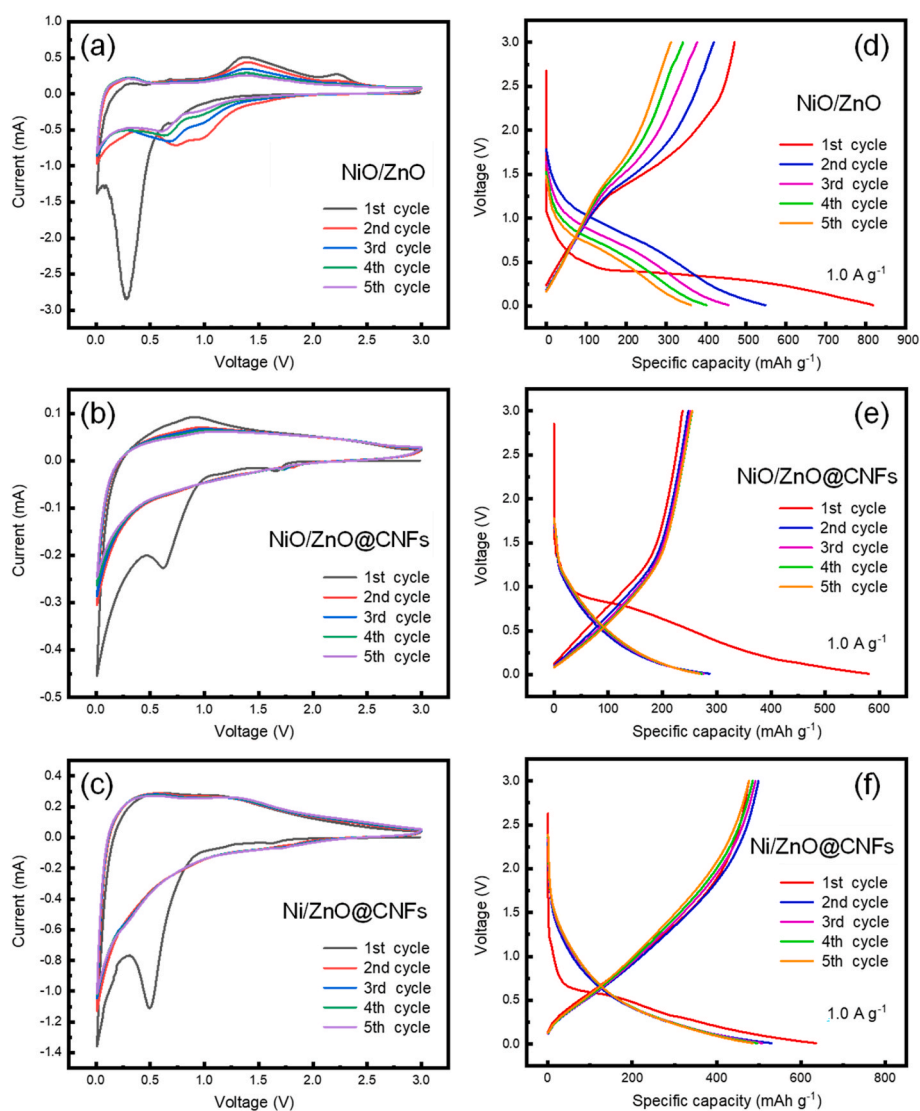 (a)
1.0
0.5
0.0
-0.5
-1.0
-1.5
-2.0
-2.5
-3.0
Current (mA)
NiO/ZnO
1st cycle
2nd cycle
3rd cycle
4th cycle
5th cycle
0.0 0.5 1.0 1.5 2.0 2.5 3.0
Voltage (V)
(d)
3.0
2.5
2.0
1.5
1.0
0.5
0.0
Voltage (V)
NiO/ZnO
1st cycle
2nd cycle
3rd cycle
4th cycle
5th cycle
1.0 A g-1
0 100 200 300 400 500 600 700 800 900
Specific capacity (mAh g-1)
(b)
0.1
0.0
-0.1
-0.2
-0.3
-0.4
-0.5
Current (mA)
NiO/ZnO@CNFs
1st cycle
2nd cycle
3rd cycle
4th cycle
5th cycle
0.0 0.5 1.0 1.5 2.0 2.5 3.0
Voltage (V)
(e)
3.0
2.5
2.0
1.5
1.0
0.5
0.0
Voltage (V)
NiO/ZnO@CNFs
1st cycle
2nd cycle
3rd cycle
4th cycle
5th cycle
1.0 A g-1
0 100 200 300 400 500 600
Specific capacity (mAh g-1)
(c)
0.4
0.2
0.0
-0.2
-0.4
-0.6
-0.8
-1.0
-1.2
-1.4
Current (mA)
Ni/ZnO@CNFs
1st cycle
2nd cycle
3rd cycle
4th cycle
5th cycle
0.0 0.5 1.0 1.5 2.0 2.5 3.0
Voltage (V)
(f)
3.0
2.5
2.0
1.5
1.0
0.5
0.0
Voltage (V)
Ni/ZnO@CNFs
1st cycle
2nd cycle
3rd cycle
4th cycle
5th cycle
1.0 A g-1
0 200 400 600 800
Specific capacity (mAh g-1)